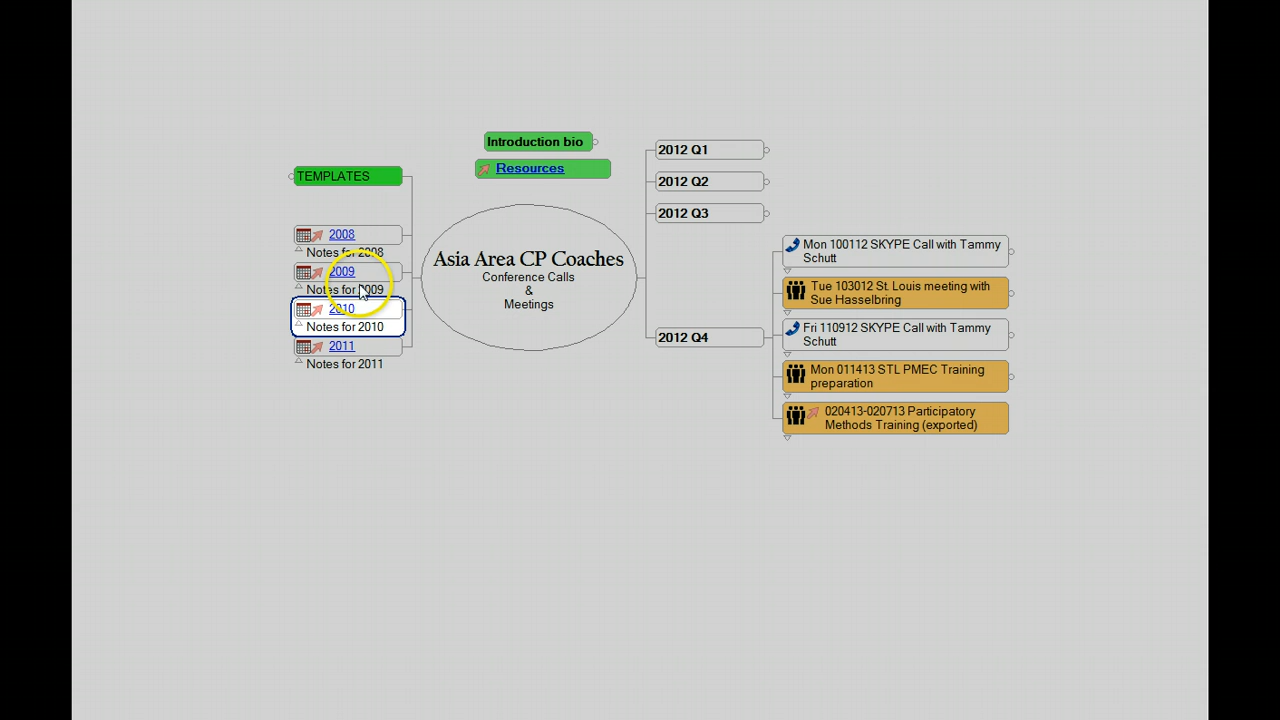 Introduction bio
Resources
TEMPLATES
2008
Notes for 2008
2009
Notes for 2009
2010
Notes for 2010
2011
Notes for 2011
Asia Area CP Coaches
Conference Calls
&
Meetings
2012 Q1
2012 Q2
2012 Q3
2012 Q4
Mon 100112 SKYPE Call with Tammy
Schutt
Tue 103012 St. Louis meeting with
Sue Hasselbring
Fri 110912 SKYPE Call with Tammy
Schutt
Mon 011413 STL PMEC Training
preparation
020413-020713 Participatory
Methods Training (exported)